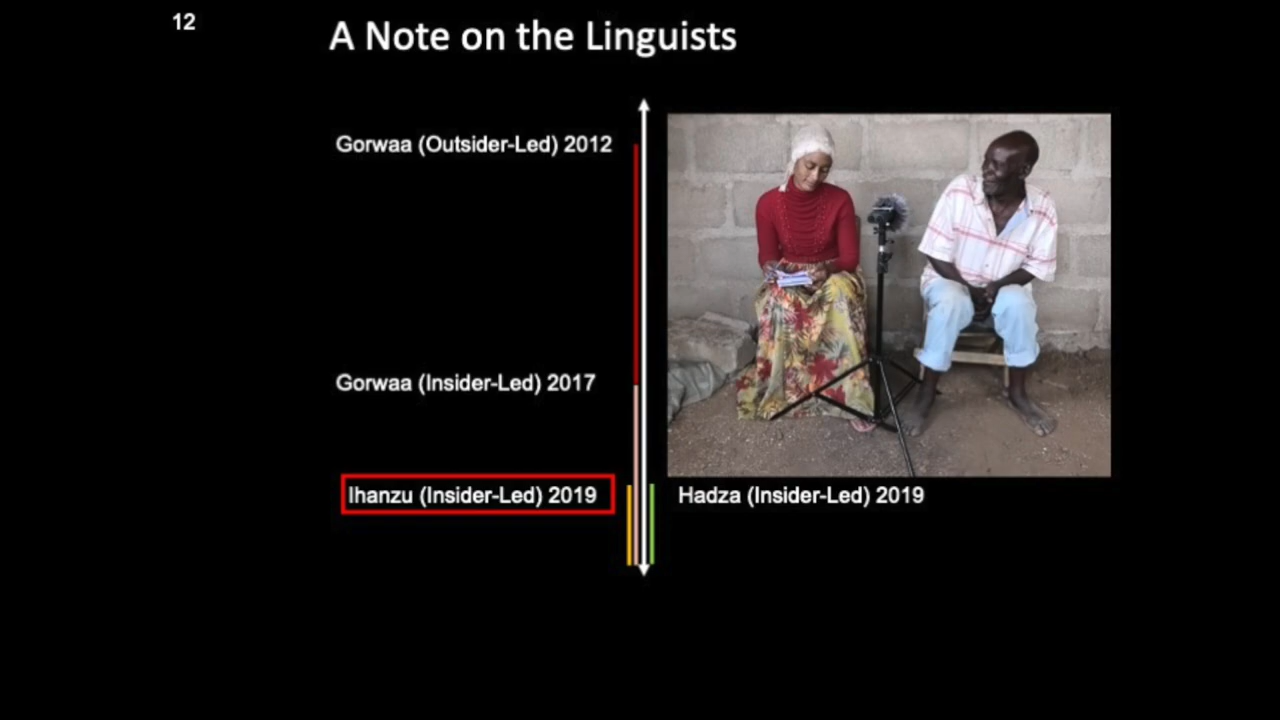 12
A Note on the Linguists
Gorwaa (Outsider-Led) 2012
Gorwaa (Insider-Led) 2017
Ihanzu (Insider-Led) 2019
Hadza (Insider-Led) 2019